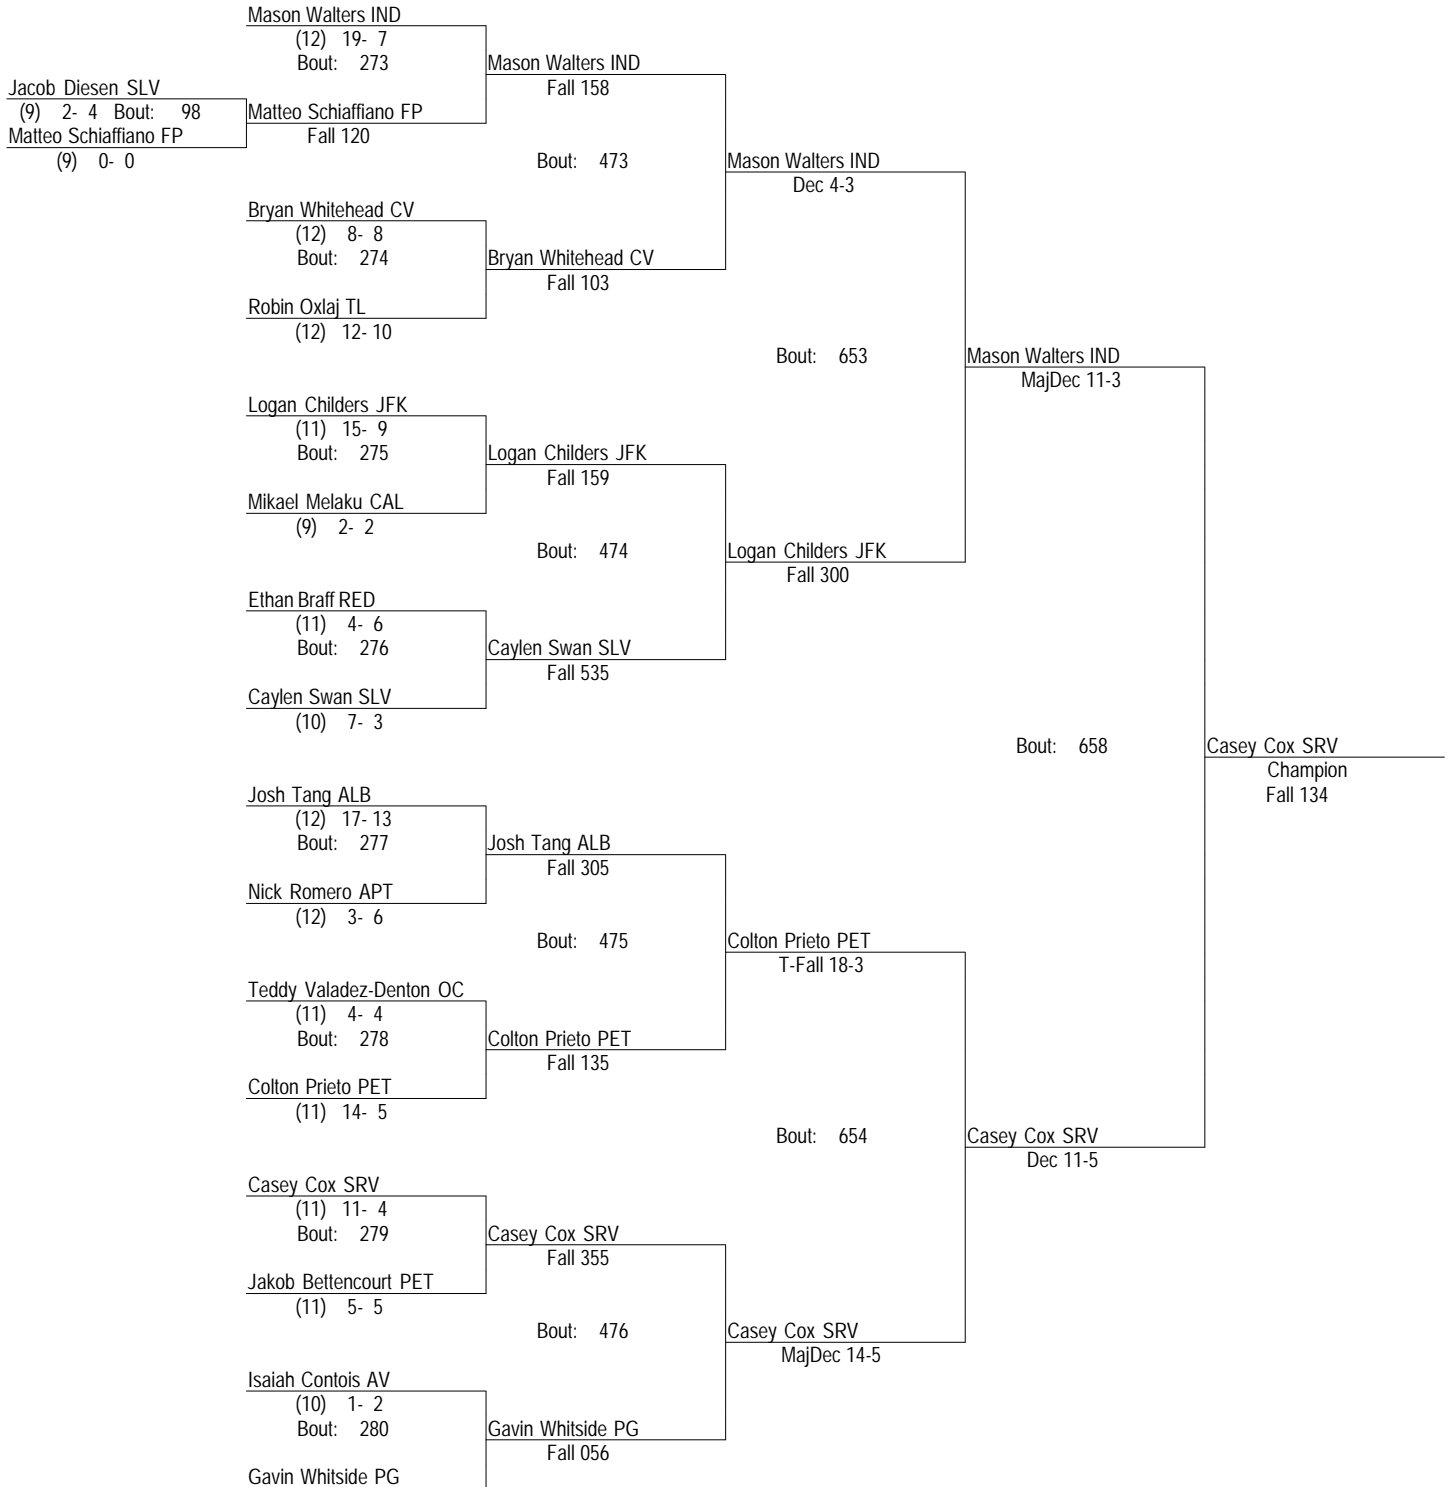 Mason Walters IND
(12) 19- 7
Bout: 273
Mason Walters IND
Fall 158
Jacob Diesen SLV
(9) 2- 4 Bout: 98
Matteo Schiaffiano FP
(9) 0- 0
Matteo Schiaffiano FP
Fall 120
Bout: 473
Mason Walters IND
Dec 4-3
Bryan Whitehead CV
(12) 8- 8
Bout: 274
Bryan Whitehead CV
Fall 103
Robin Oxlaj TL
(12) 12- 10
Bout: 653
Mason Walters IND
MajDec 11-3
Logan Childers JFK
(11) 15- 9
Bout: 275
Logan Childers JFK
Fall 159
Mikael Melaku CAL
(9) 2- 2
Bout: 474
Logan Childers JFK
Fall 300
Ethan Braff RED
(11) 4- 6
Bout: 276
Caylen Swan SLV
Fall 535
Caylen Swan SLV
(10) 7- 3
Bout: 658
Casey Cox SRV
Champion
Fall 134
Josh Tang ALB
(12) 17- 13
Bout: 277
Josh Tang ALB
Fall 305
Nick Romero APT
(12) 3- 6
Bout: 475
Colton Prieto PET
T-Fall 18-3
Teddy Valadez-Denton OC
(11) 4- 4
Bout: 278
Colton Prieto PET
Fall 135
Colton Prieto PET
(11) 14- 5
Bout: 654
Casey Cox SRV
Dec 11-5
Casey Cox SRV
(11) 11- 4
Bout: 279
Casey Cox SRV
Fall 355
Jakob Bettencourt PET
(11) 5- 5
Bout: 476
Casey Cox SRV
MajDec 14-5
Isaiah Contois AV
(10) 1- 2
Bout: 280
Gavin Whitside PG
Fall 056
Gavin Whitside PG